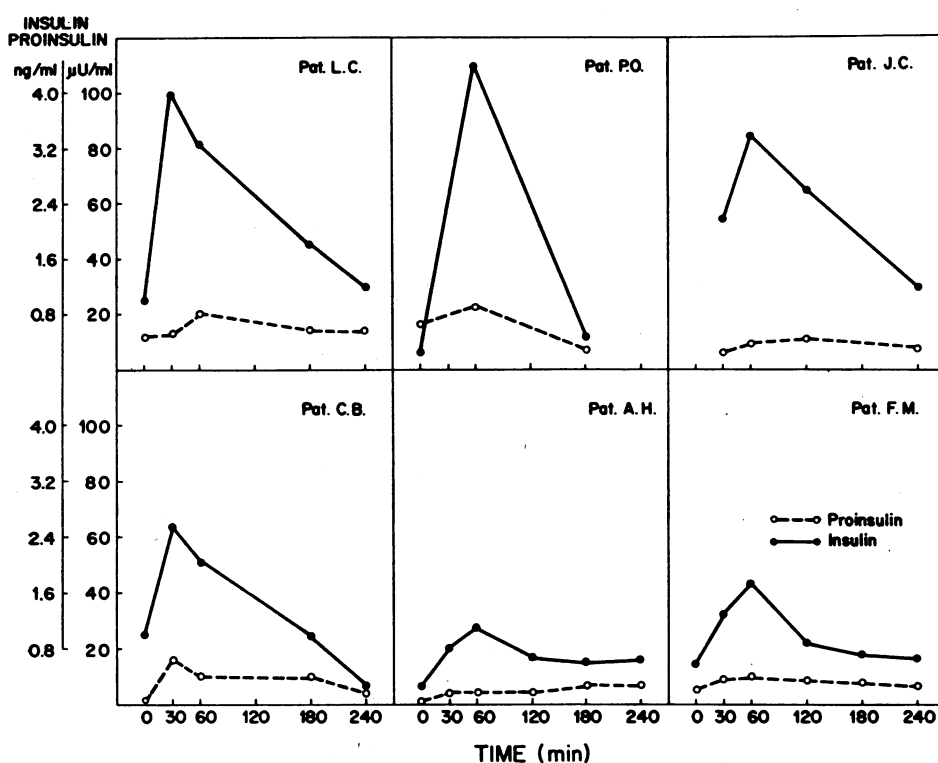 INSULIN
PROINSULIN
ng/ml µU/ml
Pat. L.C.
Pat. P.O.
Pat. J.C.
4.0 100
3.2 80
2.4 60
1.6 40
0.8 20
Pat. C.B.
Pat. A.H.
Pat. F.M.
4.0 100
3.2 80
2.4 60
1.6 40
0.8 20
Proinsulin
Insulin
0 30 60 120 180 240
0 30 60 120 180 240
0 30 60 120 180 240
TIME (min)